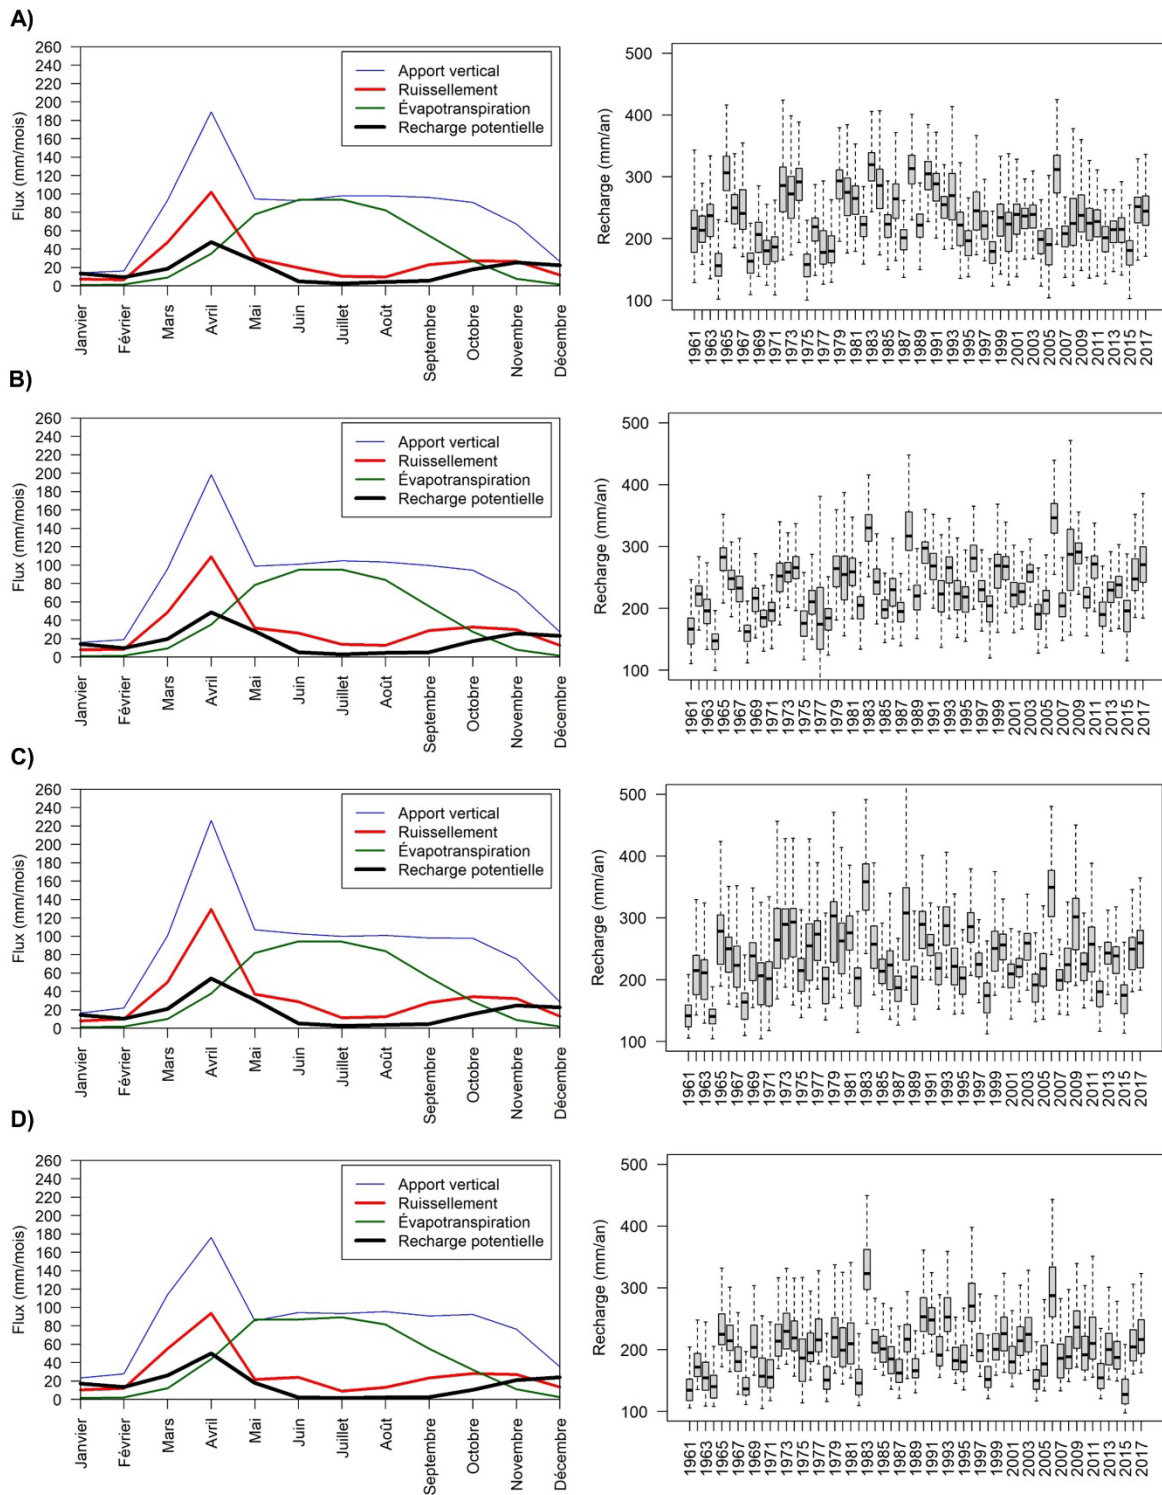 A)
260
240
220
200
180
160
140
120
100
80
60
40
20
0
Flux (mm/mois)
Apport vertical
Ruissellement
Évapotranspiration
Recharge potentielle
Janvier
Février
Mars
Avril
Mai
Juin
Juillet
Août
Septembre
Octobre
Novembre
Décembre
500
400
300
200
100
Recharge (mm/an)
1961
1963
1965
1967
1969
1971
1973
1975
1977
1979
1981
1983
1985
1987
1989
1991
1993
1995
1997
1999
2001
2003
2005
2007
2009
2011
2013
2015
2017
B)
260
240
220
200
180
160
140
120
100
80
60
40
20
0
Flux (mm/mois)
Apport vertical
Ruissellement
Évapotranspiration
Recharge potentielle
Janvier
Février
Mars
Avril
Mai
Juin
Juillet
Août
Septembre
Octobre
Novembre
Décembre
500
400
300
200
100
Recharge (mm/an)
1961
1963
1965
1967
1969
1971
1973
1975
1977
1979
1981
1983
1985
1987
1989
1991
1993
1995
1997
1999
2001
2003
2005
2007
2009
2011
2013
2015
2017
C)
260
240
220
200
180
160
140
120
100
80
60
40
20
0
Flux (mm/mois)
Apport vertical
Ruissellement
Évapotranspiration
Recharge potentielle
Janvier
Février
Mars
Avril
Mai
Juin
Juillet
Août
Septembre
Octobre
Novembre
Décembre
500
400
300
200
100
Recharge (mm/an)
1961
1963
1965
1967
1969
1971
1973
1975
1977
1979
1981
1983
1985
1987
1989
1991
1993
1995
1997
1999
2001
2003
2005
2007
2009
2011
2013
2015
2017
D)
260
240
220
200
180
160
140
120
100
80
60
40
20
0
Flux (mm/mois)
Apport vertical
Ruissellement
Évapotranspiration
Recharge potentielle
Janvier
Février
Mars
Avril
Mai
Juin
Juillet
Août
Septembre
Octobre
Novembre
Décembre
500
400
300
200
100
Recharge (mm/an)
1961
1963
1965
1967
1969
1971
1973
1975
1977
1979
1981
1983
1985
1987
1989
1991
1993
1995
1997
1999
2001
2003
2005
2007
2009
2011
2013
2015
2017